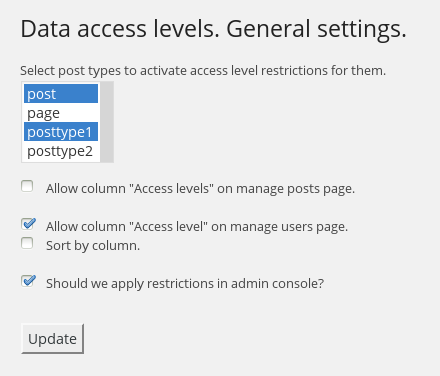 Data access levels. General settings.
Select post types to activate access level restrictions for them.
post
page
posttype1
posttype2
Allow column "Access levels" on manage posts page.
Allow column "Access level" on manage users page.
Sort by column.
Should we apply restrictions in admin console?
Update